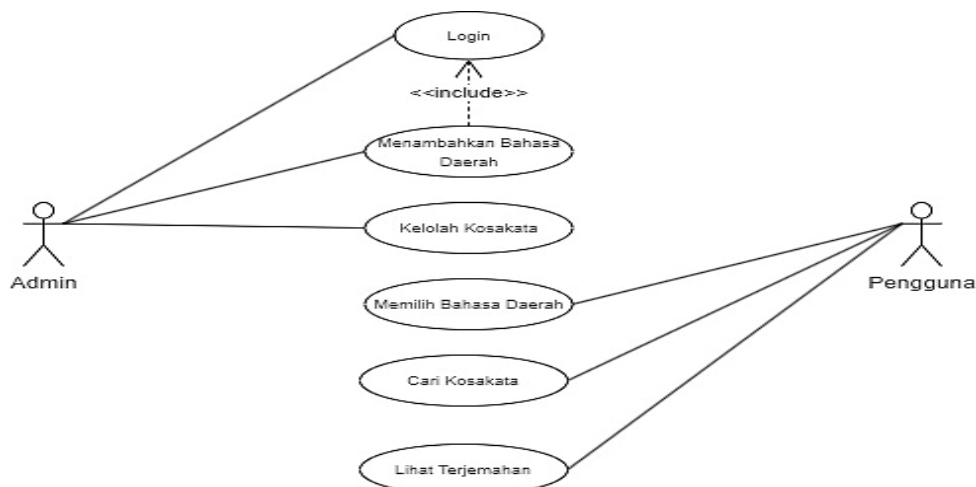 Login
<<include>>
Menambahkan Bahasa
Daerah
Kelolah Kosakata
Admin
Pengguna
Memilih Bahasa Daerah
Cari Kosakata
Lihat Terjemahan